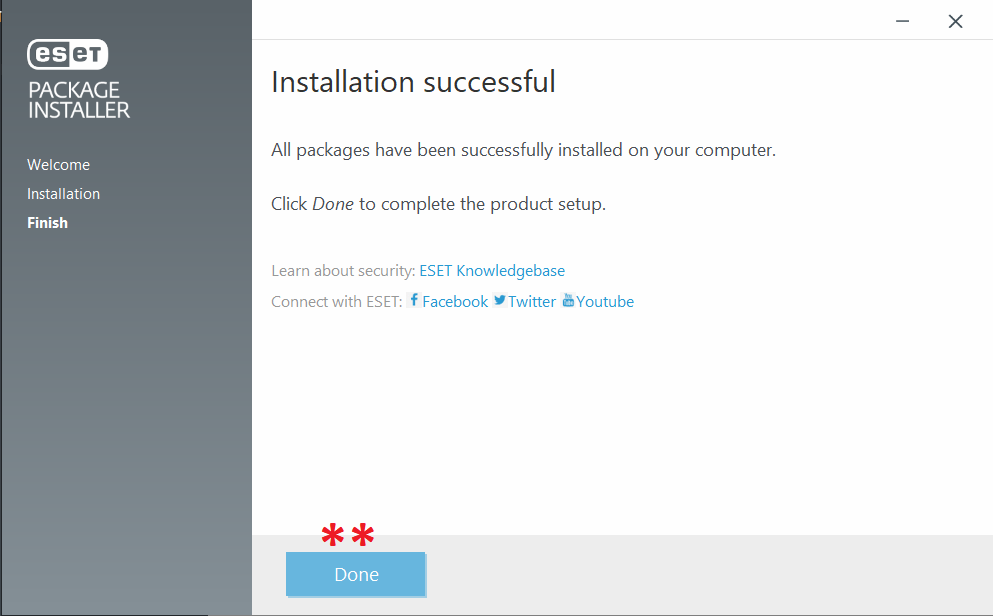 eset
PACKAGE
INSTALLER
Welcome
Installation
Finish
Installation successful
All packages have been successfully installed on your computer.
Click Done to complete the product setup.
Learn about security: ESET Knowledgebase
Connect with ESET: Facebook Twitter Youtube
**
Done